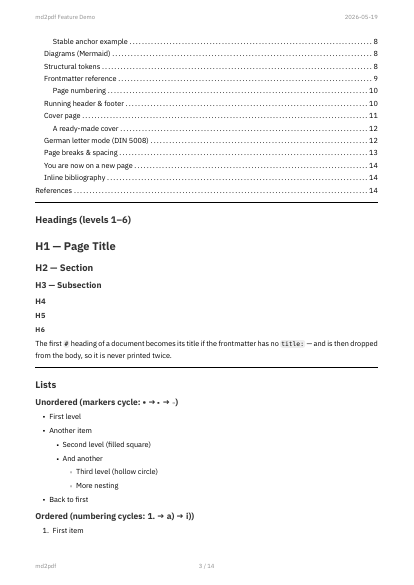 md2pdf Feature Demo 2026-05-19
Stable anchor example 8
Diagrams (Mermaid) 8
Structural tokens 8
Frontmatter reference 9
Page numbering 10
Running header & footer 10
Cover page 11
A ready-made cover 12
German letter mode (DIN 5008) 12
Page breaks & spacing 13
You are now on a new page 14
Inline bibliography 14
References 14
Headings (levels 1–6)
H1 — Page Title
H2 — Section
H3 — Subsection
H4
H5
H6
The first # heading of a document becomes its title if the frontmatter has no title: — and is then dropped
from the body, so it is never printed twice.
Lists
Unordered (markers cycle: • → ▪ → ◦)
• First level
• Another item
▪ Second level (filled square)
▪ And another
◦ Third level (hollow circle)
◦ More nesting
• Back to first
Ordered (numbering cycles: 1. → a) → i))
1. First item
md2pdf 3 / 14